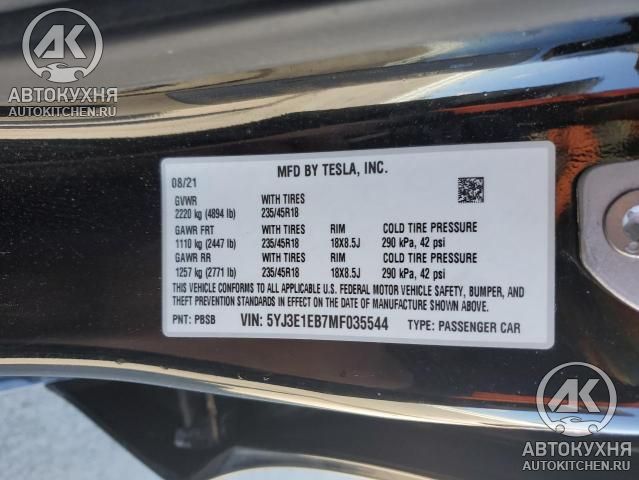 АК
АВТОКУХНЯ
AUTOKITCHEN.RU
MFD BY TESLA, INC.
08/21
GVWR WITH TIRES
2220 kg (4894 lb) 235/45R18
GAWR FRT WITH TIRES RIM COLD TIRE PRESSURE
1110 kg (2447 lb) 235/45R18 18X8.5J 290 kPa, 42 psi
GAWR RR WITH TIRES RIM COLD TIRE PRESSURE
1257 kg (2771 lb) 235/45R18 18X8.5J 290 kPa, 42 psi
THIS VEHICLE CONFORMS TO ALL APPLICABLE U.S. FEDERAL MOTOR VEHICLE SAFETY, BUMPER, AND
THEFT PREVENTION STANDARDS IN EFFECT ON THE DATE OF MANUFACTURE SHOWN ABOVE.
PNT: PBSB VIN: 5YJ3E1EB7MF035544 TYPE: PASSENGER CAR
АК
АВТОКУХНЯ
AUTOKITCHEN.RU